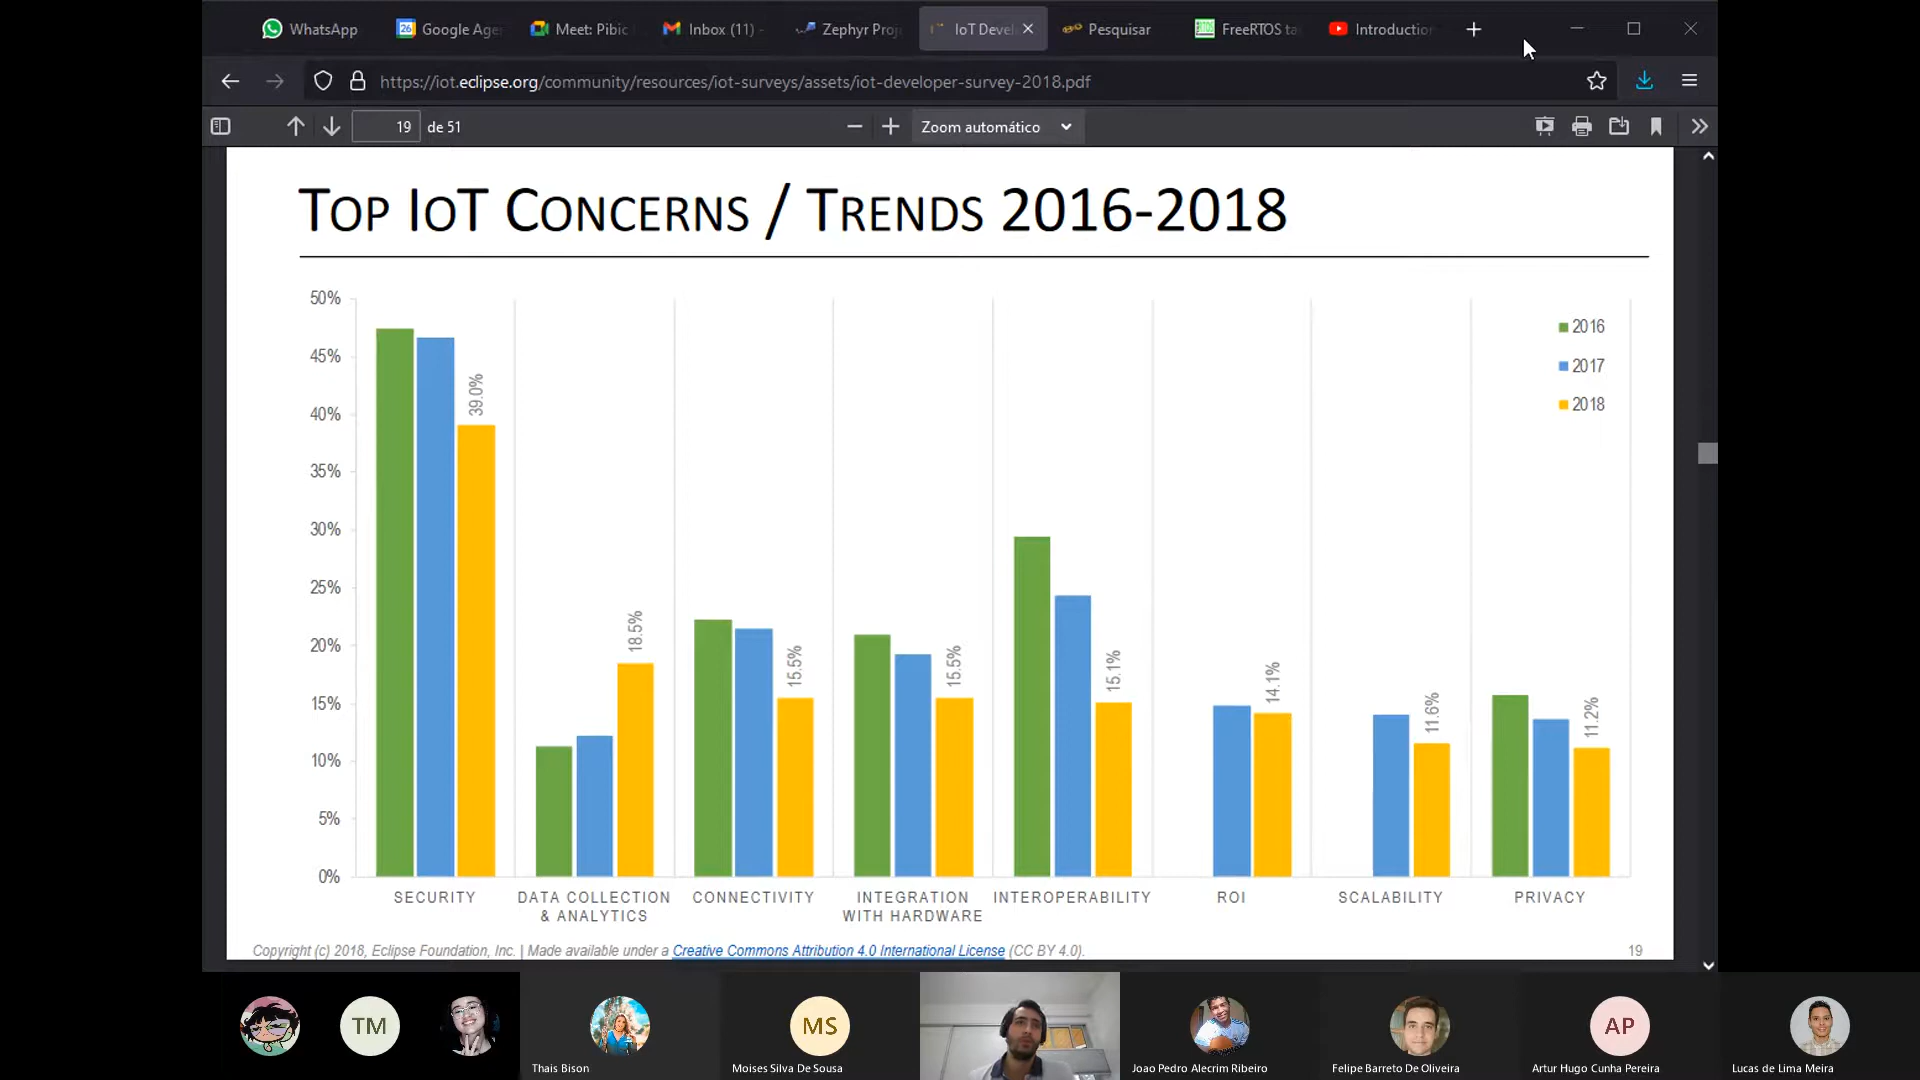 WhatsApp
Google Age
Meet: Pibic
Inbox (11) -
Zephyr Proj
IoT Devel
Pesquisar
FreeRTOS ta
Introduction
https://iot.eclipse.org/community/resources/iot-surveys/assets/iot-developer-survey-2018.pdf
19 de 51
Zoom automático
TOP IOT CONCERNS / TRENDS 2016-2018
50%
45%
40%
35%
30%
25%
20%
15%
10%
5%
0%
2016
2017
2018
39.0%
18.5%
15.5%
15.5%
15.1%
14.1%
11.6%
11.2%
SECURITY
DATA COLLECTION
& ANALYTICS
CONNECTIVITY
INTEGRATION
WITH HARDWARE
INTEROPERABILITY
ROI
SCALABILITY
PRIVACY
Copyright (c) 2018, Eclipse Foundation, Inc. | Made available under a Creative Commons Attribution 4.0 International License (CC BY 4.0).
19
TM
MS
AP
Thais Bison
Moises Silva De Sousa
Joao Pedro Alecrim Ribeiro
Felipe Barreto De Oliveira
Artur Hugo Cunha Pereira
Lucas de Lima Meira